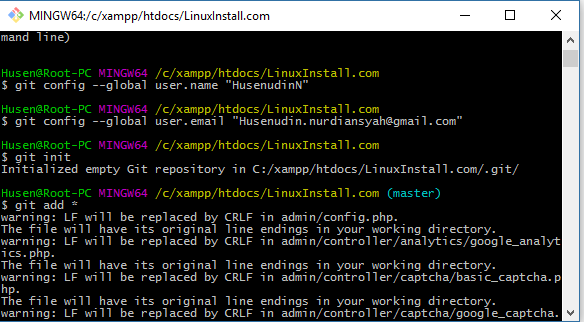 MINGW64:/c/xampp/htdocs/LinuxInstall.com
mand line)
Husen@Root-PC MINGW64 /c/xampp/htdocs/LinuxInstall.com
$ git config --global user.name "HusenudinN"
Husen@Root-PC MINGW64 /c/xampp/htdocs/LinuxInstall.com
$ git config --global user.email "Husenudin.nurdiansyah@gmail.com"
Husen@Root-PC MINGW64 /c/xampp/htdocs/LinuxInstall.com
$ git init
Initialized empty Git repository in C:/xampp/htdocs/LinuxInstall.com/.git/
Husen@Root-PC MINGW64 /c/xampp/htdocs/LinuxInstall.com (master)
$ git add *
warning: LF will be replaced by CRLF in admin/config.php.
The file will have its original line endings in your working directory.
warning: LF will be replaced by CRLF in admin/controller/analytics/google_analyt
ics.php.
The file will have its original line endings in your working directory.
warning: LF will be replaced by CRLF in admin/controller/captcha/basic_captcha.p
hp.
The file will have its original line endings in your working directory.
warning: LF will be replaced by CRLF in admin/controller/captcha/google_captcha.